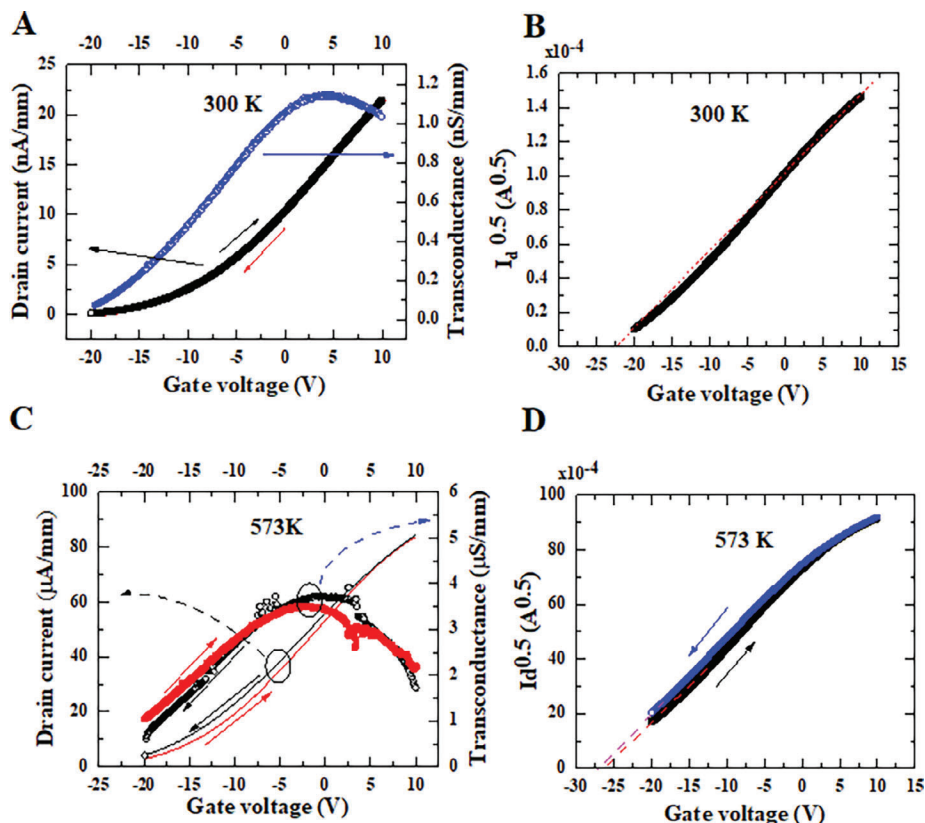 A
-20 -15 -10 -5 0 5 10
25
20
15
10
5
0
Drain current (nA/mm)
300 K
1.2
1.0
0.8
0.6
0.4
0.2
0.0
Transconductance (nS/mm)
-20 -15 -10 -5 0 5 10
Gate voltage (V)
B
x10⁻⁴
1.6
1.4
1.2
1.0
0.8
0.6
0.4
0.2
0.0
I_d^0.5 (A^0.5)
300 K
-30 -25 -20 -15 -10 -5 0 5 10 15
Gate voltage (V)
C
-25 -20 -15 -10 -5 0 5 10
100
80
60
40
20
0
Drain current (µA/mm)
573K
6
5
4
3
2
1
0
Transconductance (µS/mm)
-25 -20 -15 -10 -5 0 5 10
Gate voltage (V)
D
x10⁻⁴
100
80
60
40
20
0
Id^0.5 (A^0.5)
573 K
-30 -25 -20 -15 -10 -5 0 5 10 15
Gate voltage (V)